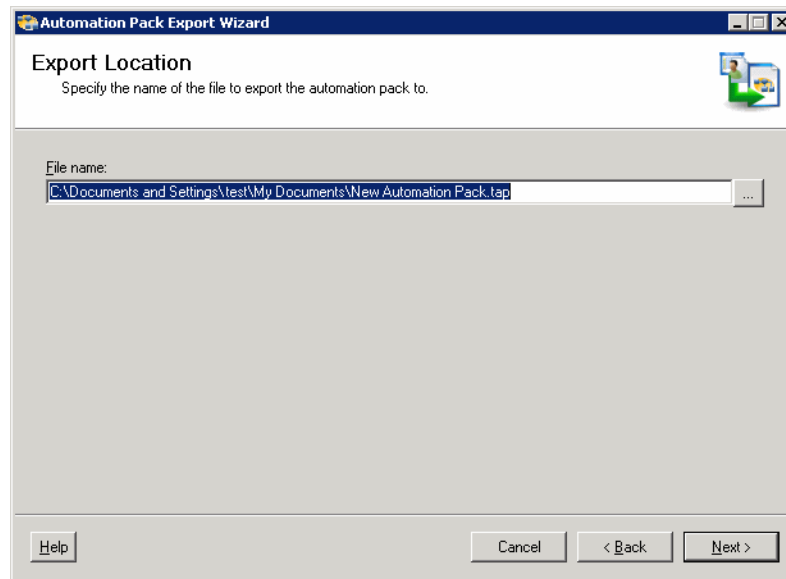 Automation Pack Export Wizard
Export Location
Specify the name of the file to export the automation pack to.
File name:
C:\Documents and Settings\test\My Documents\New Automation Pack.tap
...
Help
Cancel
< Back
Next >